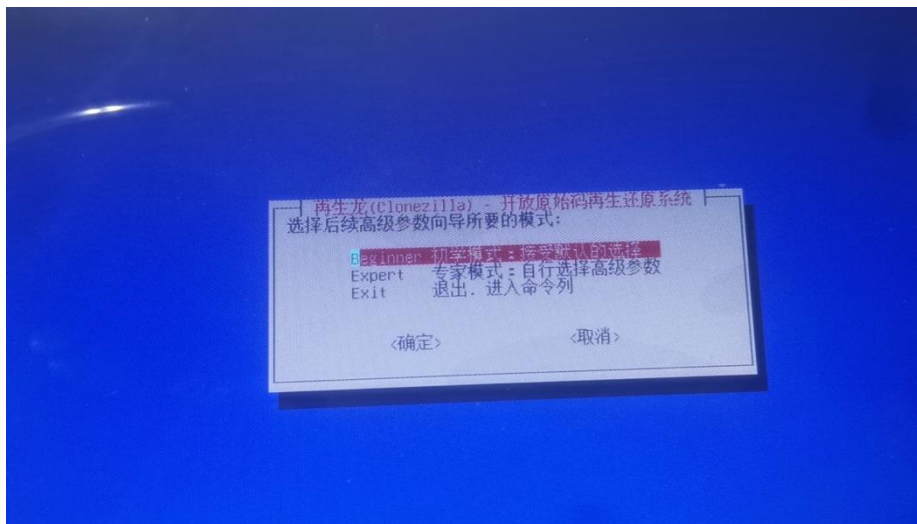 再生龙(Clonezilla) - 开放原始码再生还原系统
选择后续高级参数向导所要的模式:
Beginner 初学模式:接受默认的选择
Expert 专家模式:自行选择高级参数
Exit 退出. 进入命令列
<确定> <取消>